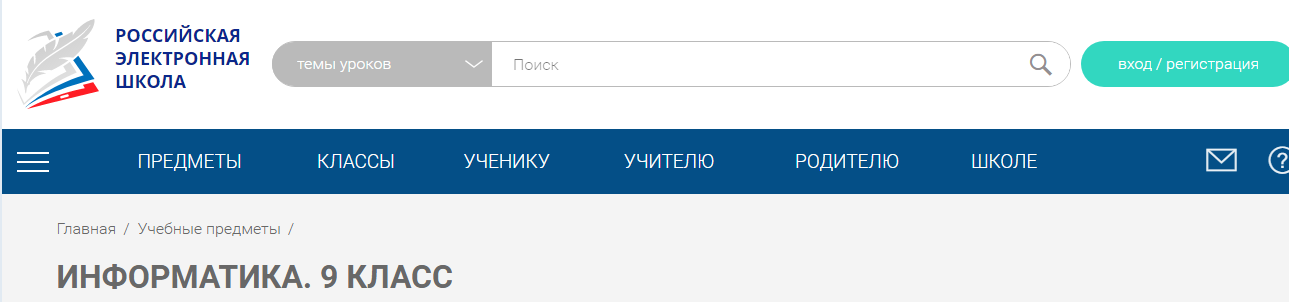 РОССИЙСКАЯ
ЭЛЕКТРОННАЯ
ШКОЛА
темы уроков
Поиск
вход / регистрация
ПРЕДМЕТЫ КЛАССЫ УЧЕНИКУ УЧИТЕЛЮ РОДИТЕЛЮ ШКОЛЕ
?
Главная / Учебные предметы /
ИНФОРМАТИКА. 9 КЛАСС